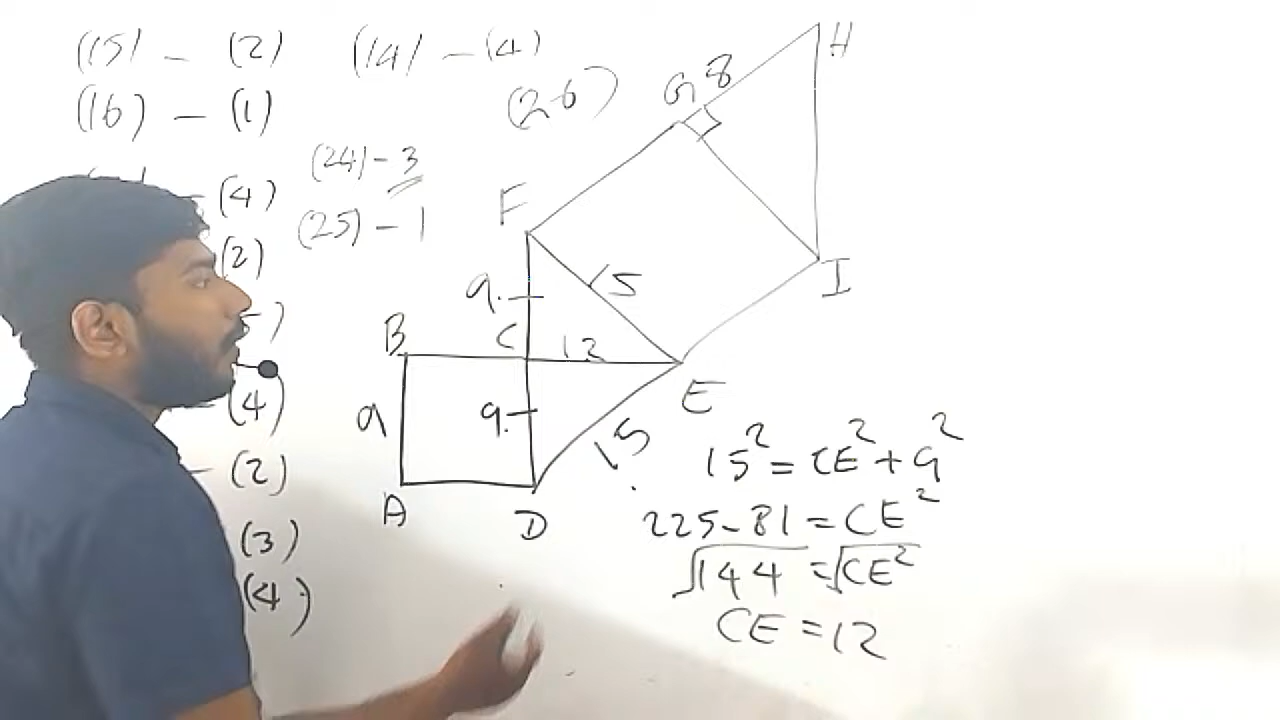 (15) - (2)
(16) - (1)
(4)
(2)
(4)
- (2)
(3)
(4)
(14) - (4)
(26)
(24) - 3
(25) - 1
H
G 8
F
15
I
9
B
C
12
E
9
9
15
A
D
15² = CE² + 9²
225 - 81 = CE²
√144 = √CE²
CE = 12